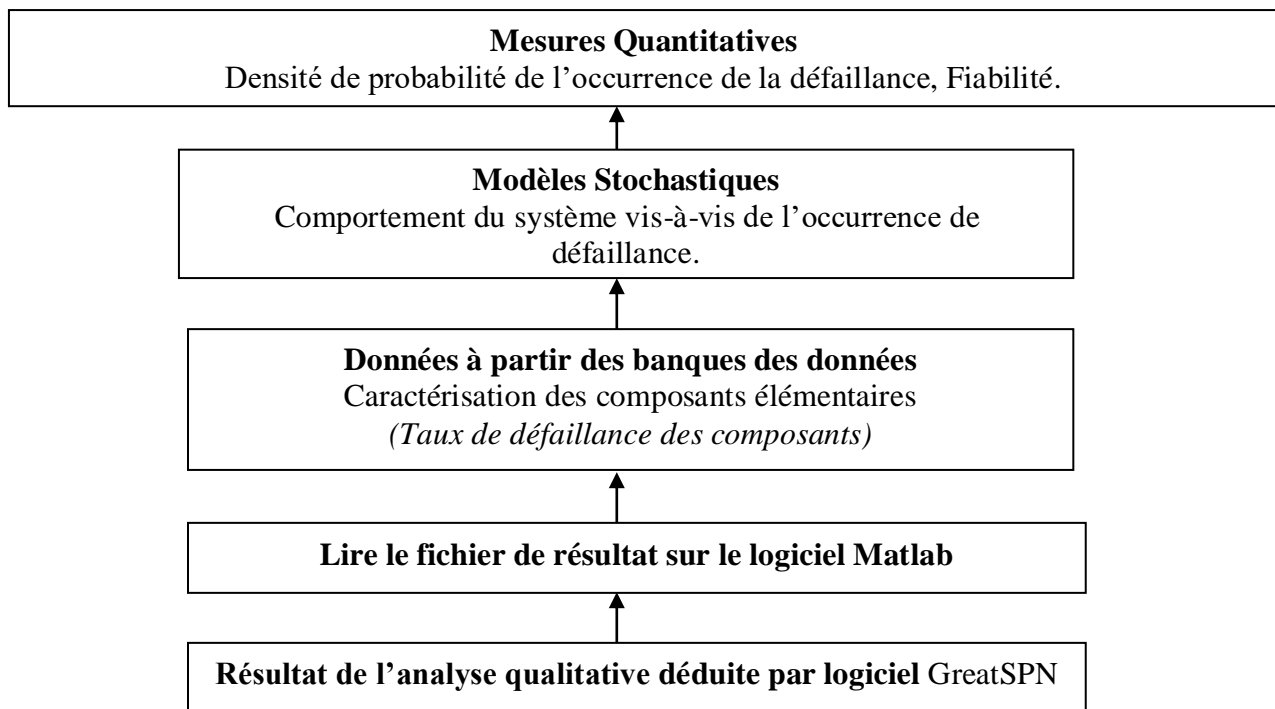 Mesures Quantitatives
Densité de probabilité de l’occurrence de la défaillance, Fiabilité.
Modèles Stochastiques
Comportement du système vis-à-vis de l’occurrence de
défaillance.
Données à partir des banques des données
Caractérisation des composants élémentaires
(Taux de défaillance des composants)
Lire le fichier de résultat sur le logiciel Matlab
Résultat de l’analyse qualitative déduite par logiciel GreatSPN